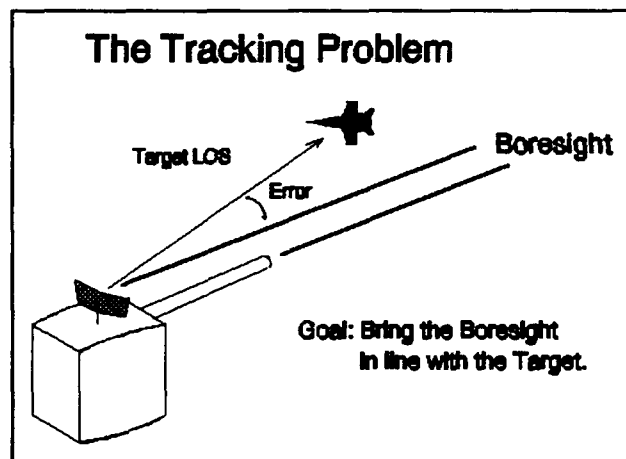 The Tracking Problem
Target LOS
Boresight
Error
Goal: Bring the Boresight
in line with the Target.